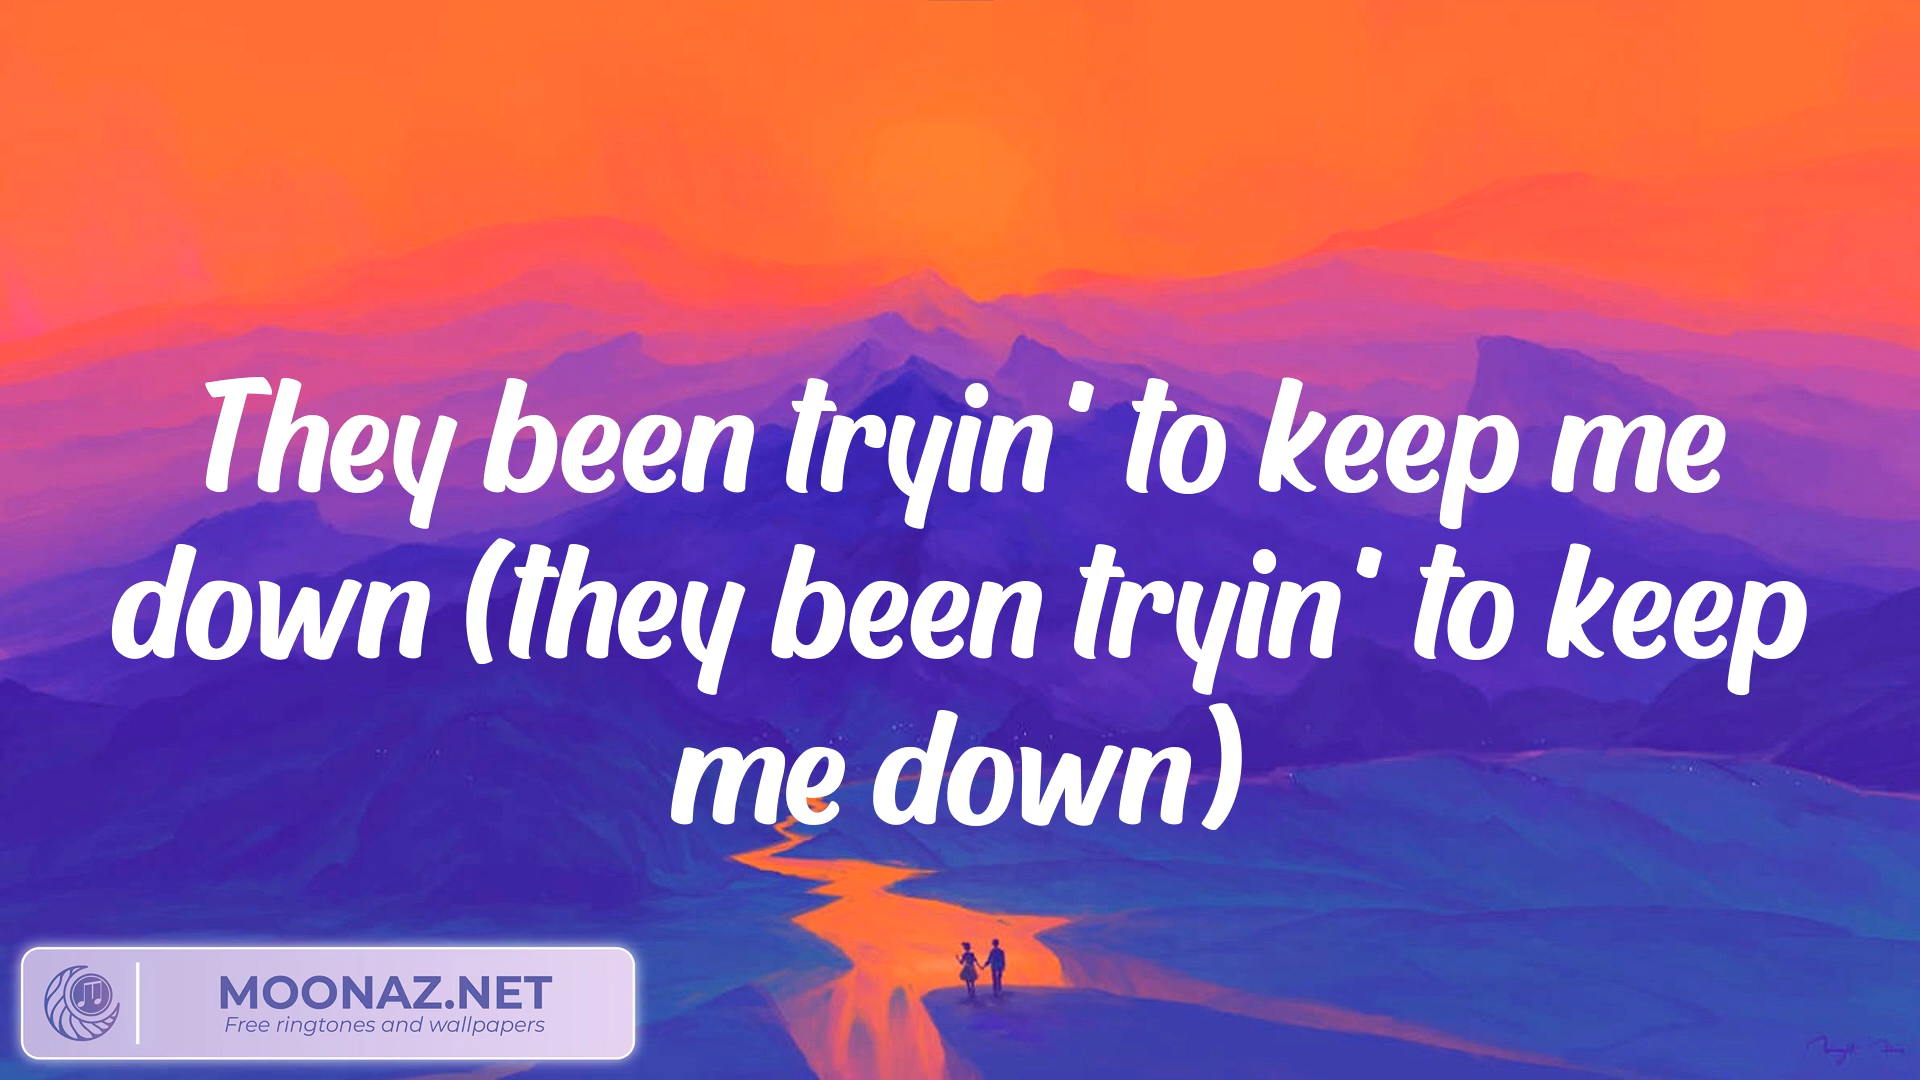 They been tryin' to keep me
down (they been tryin' to keep
me down)
MOONAZ.NET
Free ringtones and wallpapers